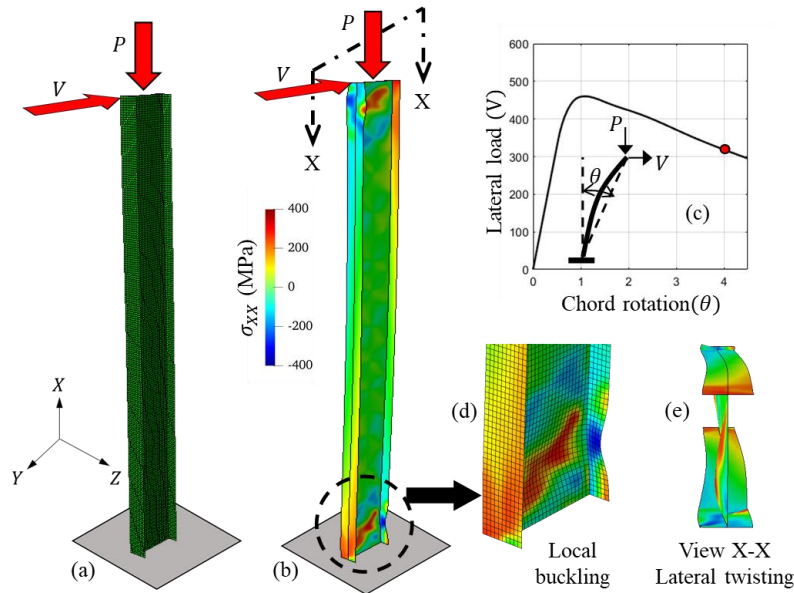 P
V
X
Y
Z
(a)
P
V
X
X
400
200
0
-200
-400
σXX (MPa)
(b)
600
500
400
300
200
100
0
0
1
2
3
4
Lateral load (V)
Chord rotation(θ)
P
V
θ
(c)
(d)
Local
buckling
(e)
View X-X
Lateral twisting